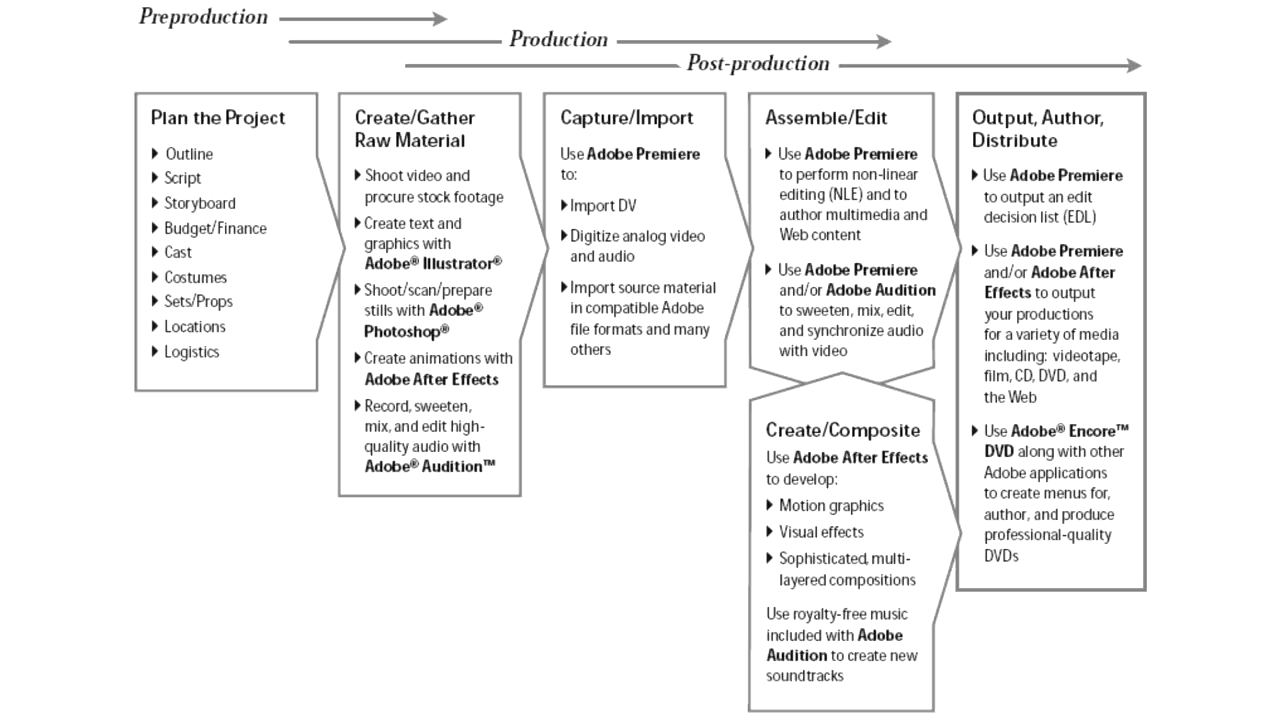 Preproduction
Production
Post-production
Plan the Project
Outline
Script
Storyboard
Budget/Finance
Cast
Costumes
Sets/Props
Locations
Logistics
Create/Gather
Raw Material
Shoot video and
procure stock footage
Create text and
graphics with
Adobe® Illustrator®
Shoot/scan/prepare
stills with Adobe®
Photoshop®
Create animations with
Adobe After Effects
Record, sweeten,
mix, and edit high-
quality audio with
Adobe® Audition™
Capture/Import
Use Adobe Premiere
to:
Import DV
Digitize analog video
and audio
Import source material
in compatible Adobe
file formats and many
others
Assemble/Edit
Use Adobe Premiere
to perform non-linear
editing (NLE) and to
author multimedia and
Web content
Use Adobe Premiere
and/or Adobe Audition
to sweeten, mix, edit,
and synchronize audio
with video
Create/Composite
Use Adobe After Effects
to develop:
Motion graphics
Visual effects
Sophisticated, multi-
layered compositions
Use royalty-free music
included with Adobe
Audition to create new
soundtracks
Output, Author,
Distribute
Use Adobe Premiere
to output an edit
decision list (EDL)
Use Adobe Premiere
and/or Adobe After
Effects to output
your productions
for a variety of media
including: videotape,
film, CD, DVD, and
the Web
Use Adobe® Encore™
DVD along with other
Adobe applications
to create menus for,
author, and produce
professional-quality
DVDs